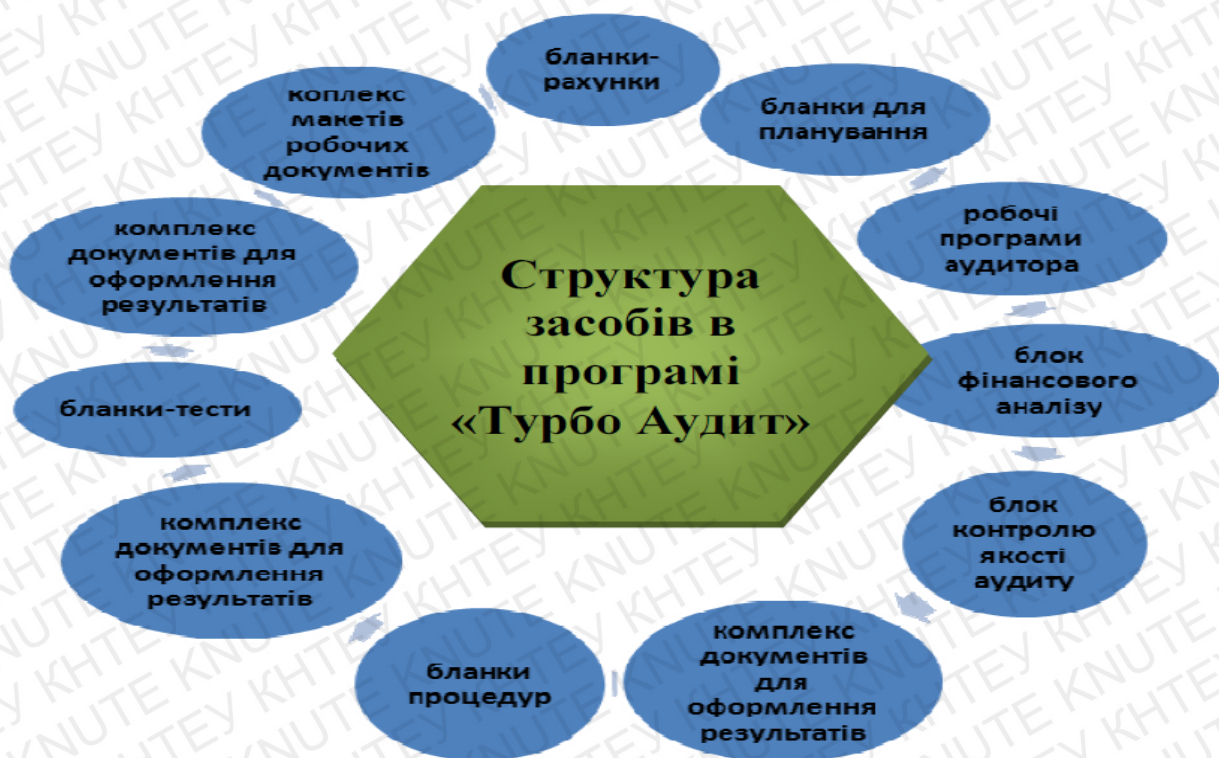 Структура
засобів в
програмі
«Турбо Аудит»
бланки-
рахунки
бланки для
планування
робочі
програми
аудитора
блок
фінансового
аналізу
блок
контролю
якості
аудиту
комплекс
документів
для
оформлення
результатів
бланки
процедур
комплекс
документів для
оформлення
результатів
бланки-тести
комплекс
документів для
оформлення
результатів
коплекс
макетів
робочих
документів
KNUTE КНТЕУ